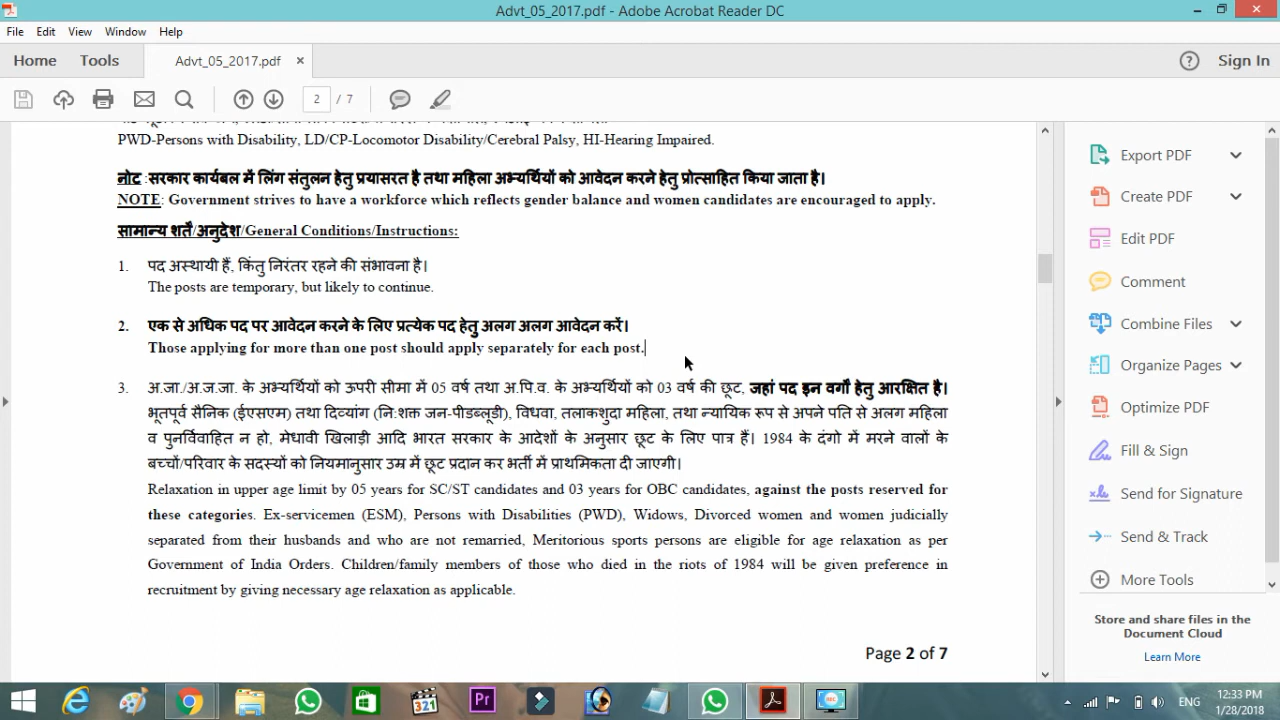 Advt_05_2017.pdf - Adobe Acrobat Reader DC
File Edit View Window Help
Home Tools Advt_05_2017.pdf × Sign In
2 / 7
PWD-Persons with Disability, LD/CP-Locomotor Disability/Cerebral Palsy, HI-Hearing Impaired.
नोट :सरकार कार्यबल में लिंग संतुलन हेतु प्रयासरत है तथा महिला अभ्यर्थियों को आवेदन करने हेतु प्रोत्साहित किया जाता है।
NOTE: Government strives to have a workforce which reflects gender balance and women candidates are encouraged to apply.
सामान्य शर्तें/अनुदेश/General Conditions/Instructions:
1. पद अस्थायी हैं, किंतु निरंतर रहने की संभावना है।
The posts are temporary, but likely to continue.
2. एक से अधिक पद पर आवेदन करने के लिए प्रत्येक पद हेतु अलग अलग आवेदन करें।
Those applying for more than one post should apply separately for each post.
3. अ.जा./अ.ज.जा. के अभ्यर्थियों को ऊपरी सीमा में 05 वर्ष तथा अ.पि.व. के अभ्यर्थियों को 03 वर्ष की छूट, जहां पद इन वर्गों हेतु आरक्षित है।
भूतपूर्व सैनिक (ईएसएम) तथा दिव्यांग (नि:शक्त जन-पीडब्लूडी), विधवा, तलाकशुदा महिला, तथा न्यायिक रूप से अपने पति से अलग महिला
व पुनर्विवाहित न हो, मेधावी खिलाड़ी आदि भारत सरकार के आदेशों के अनुसार छूट के लिए पात्र हैं। 1984 के दंगो में मरने वालों के
बच्चों/परिवार के सदस्यों को नियमानुसार उम्र में छूट प्रदान कर भर्ती में प्राथमिकता दी जाएगी।
Relaxation in upper age limit by 05 years for SC/ST candidates and 03 years for OBC candidates, against the posts reserved for
these categories. Ex-servicemen (ESM), Persons with Disabilities (PWD), Widows, Divorced women and women judicially
separated from their husbands and who are not remarried, Meritorious sports persons are eligible for age relaxation as per
Government of India Orders. Children/family members of those who died in the riots of 1984 will be given preference in
recruitment by giving necessary age relaxation as applicable.
Page 2 of 7
Export PDF
Create PDF
Edit PDF
Comment
Combine Files
Organize Pages
Optimize PDF
Fill & Sign
Send for Signature
Send & Track
More Tools
Store and share files in the
Document Cloud
Learn More
321
Pr
REC
ENG
12:33 PM
1/28/2018